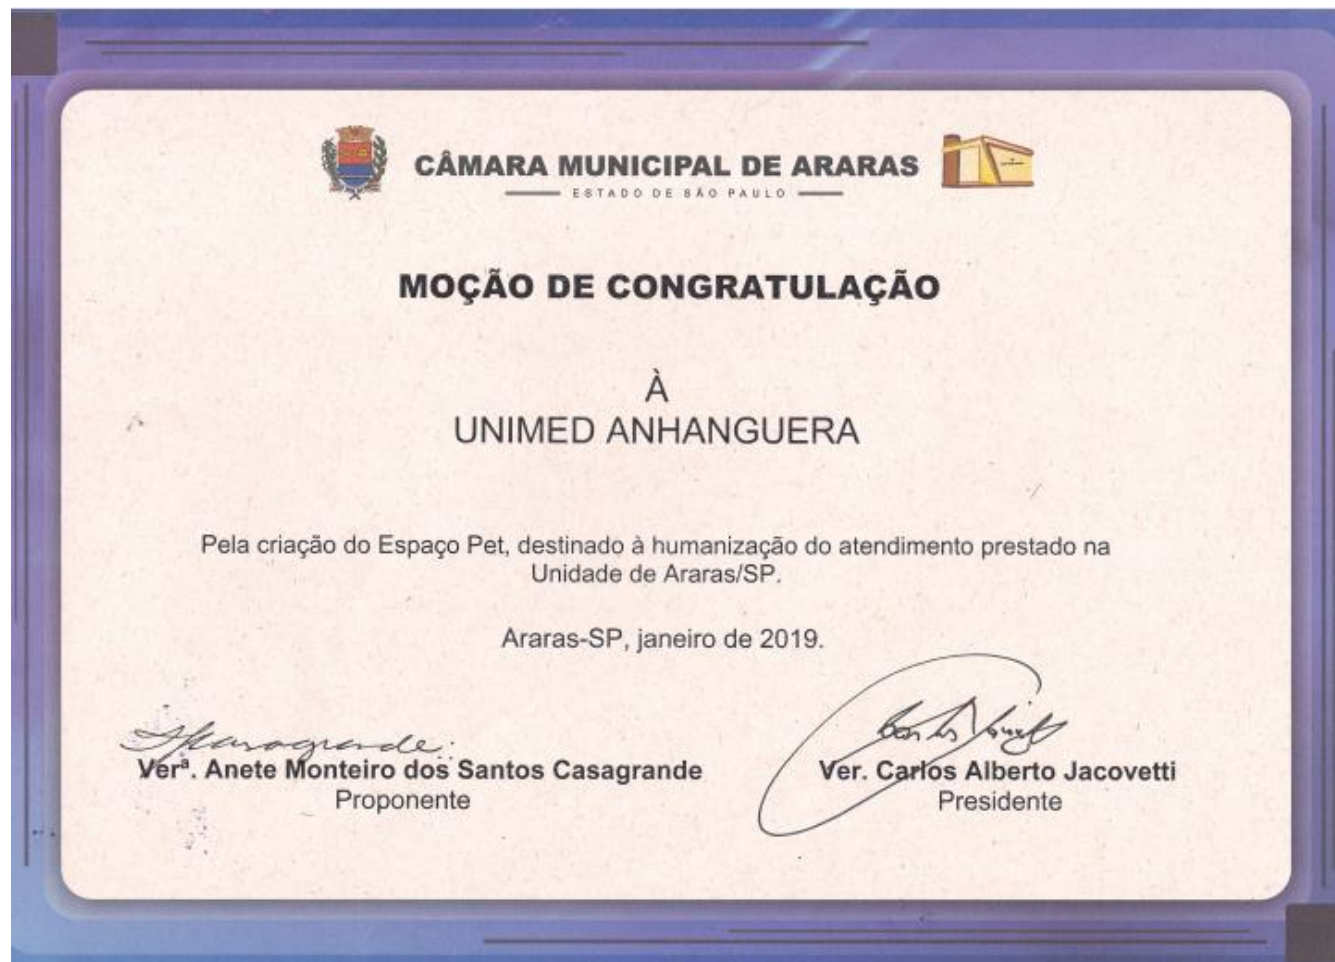 CÂMARA MUNICIPAL DE ARARAS
ESTADO DE SÃO PAULO
MOÇÃO DE CONGRATULAÇÃO
À
UNIMED ANHANGUERA
Pela criação do Espaço Pet, destinado à humanização do atendimento prestado na
Unidade de Araras/SP.
Araras-SP, janeiro de 2019.
Verª. Anete Monteiro dos Santos Casagrande
Proponente
Ver. Carlos Alberto Jacovetti
Presidente